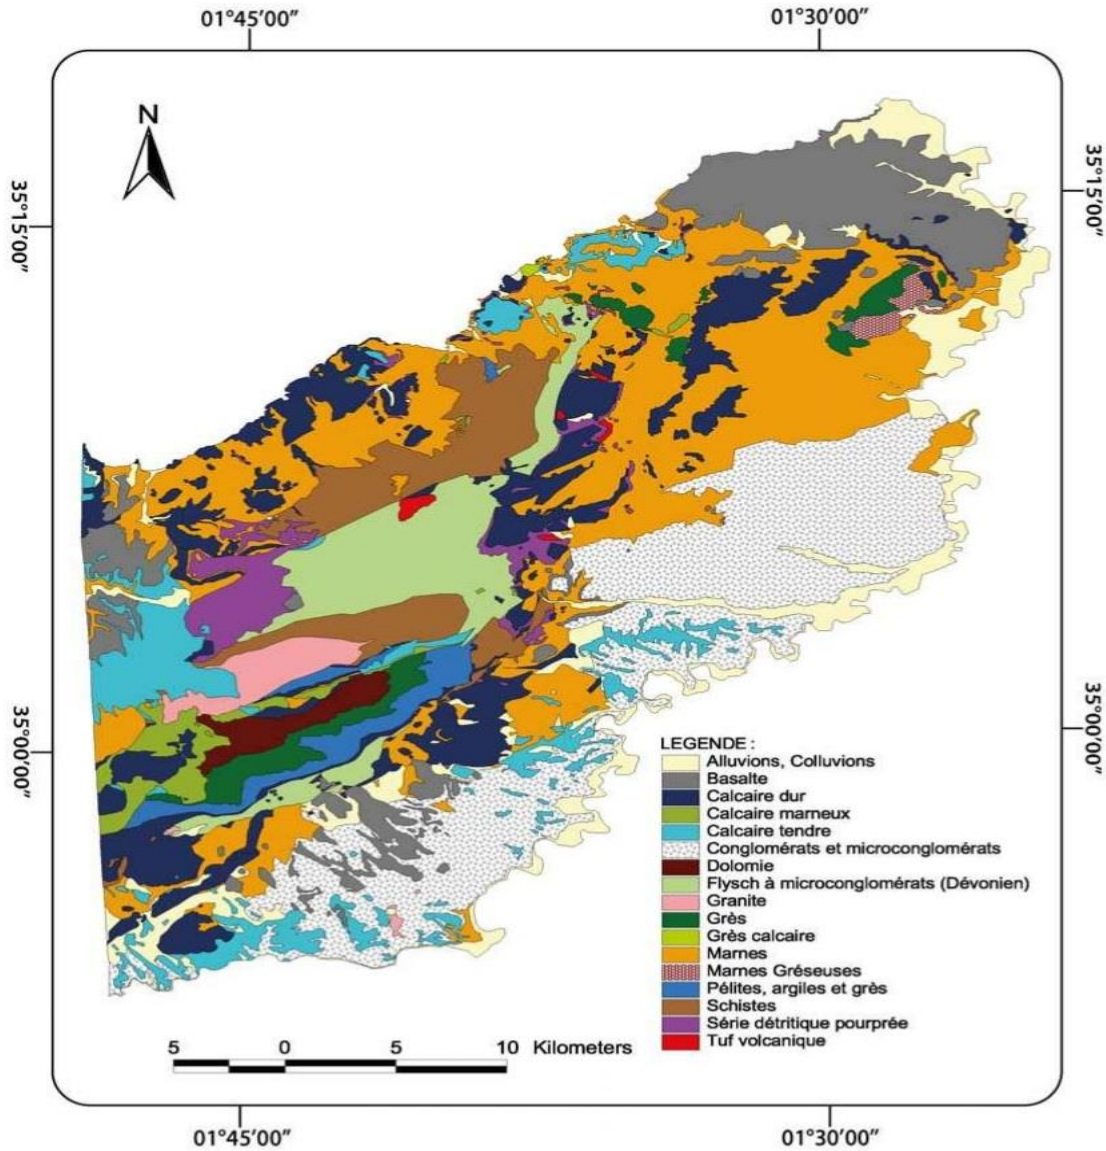 01°45'00"
01°30'00"
N
35°15'00"
35°15'00"
35°00'00"
35°00'00"
LEGENDE :
Alluvions, Colluvions
Basalte
Calcaire dur
Calcaire marneux
Calcaire tendre
Conglomérats et microconglomérats
Dolomie
Flysch à microconglomérats (Dévonien)
Granite
Grès
Grès calcaire
Marnes
Marnes Gréseuses
Pélites, argiles et grès
Schistes
Série détritique pourprée
Tuf volcanique
5 0 5 10 Kilometers
01°45'00"
01°30'00"